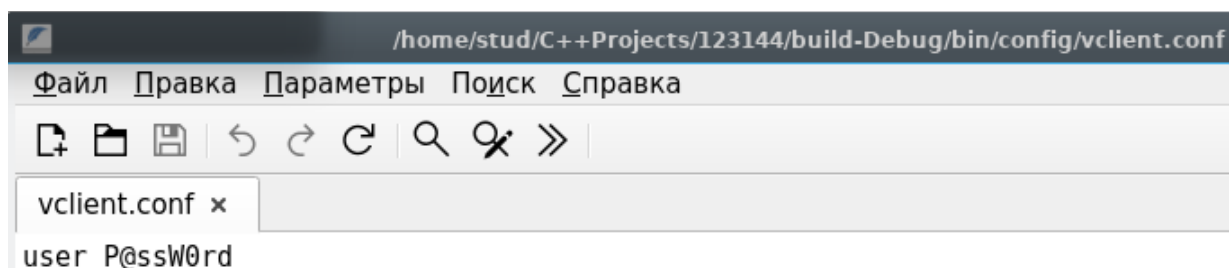 /home/stud/C++Projects/123144/build-Debug/bin/config/vclient.conf
Файл Правка Параметры Поиск Справка
vclient.conf ×
user P@ssW0rd